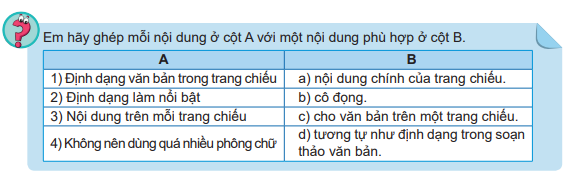 Em hãy ghép mỗi nội dung ở cột A với một nội dung phù hợp ở cột B.
A B
1) Định dạng văn bản trong trang chiếu a) nội dung chính của trang chiếu.
2) Định dạng làm nổi bật b) cô đọng.
3) Nội dung trên mỗi trang chiếu c) cho văn bản trên một trang chiếu.
4) Không nên dùng quá nhiều phông chữ d) tương tự như định dạng trong soạn
thảo văn bản.